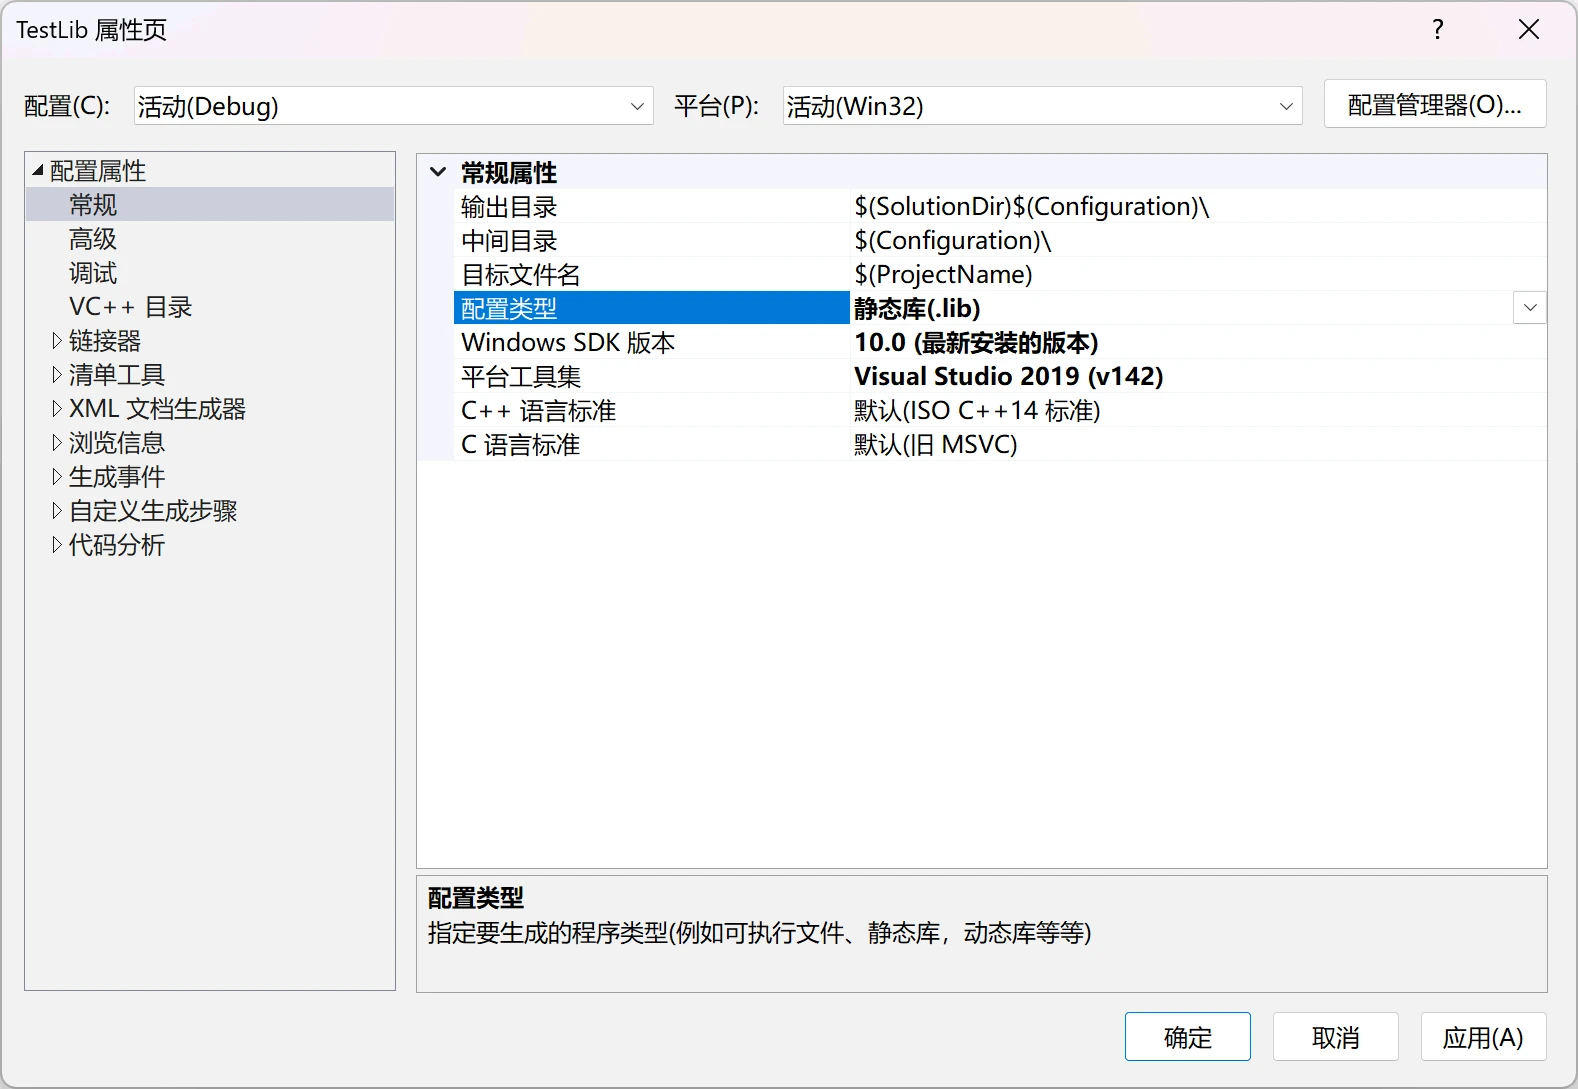 TestLib 属性页
?
配置(C): 活动(Debug) 平台(P): 活动(Win32) 配置管理器(O)...
配置属性
常规
高级
调试
VC++ 目录
链接器
清单工具
XML 文档生成器
浏览信息
生成事件
自定义生成步骤
代码分析
常规属性
输出目录 $(SolutionDir)$(Configuration)\
中间目录 $(Configuration)\
目标文件名 $(ProjectName)
配置类型 静态库(.lib)
Windows SDK 版本 10.0 (最新安装的版本)
平台工具集 Visual Studio 2019 (v142)
C++ 语言标准 默认(ISO C++14 标准)
C 语言标准 默认(旧 MSVC)
配置类型
指定要生成的程序类型(例如可执行文件、静态库，动态库等等)
确定 取消 应用(A)